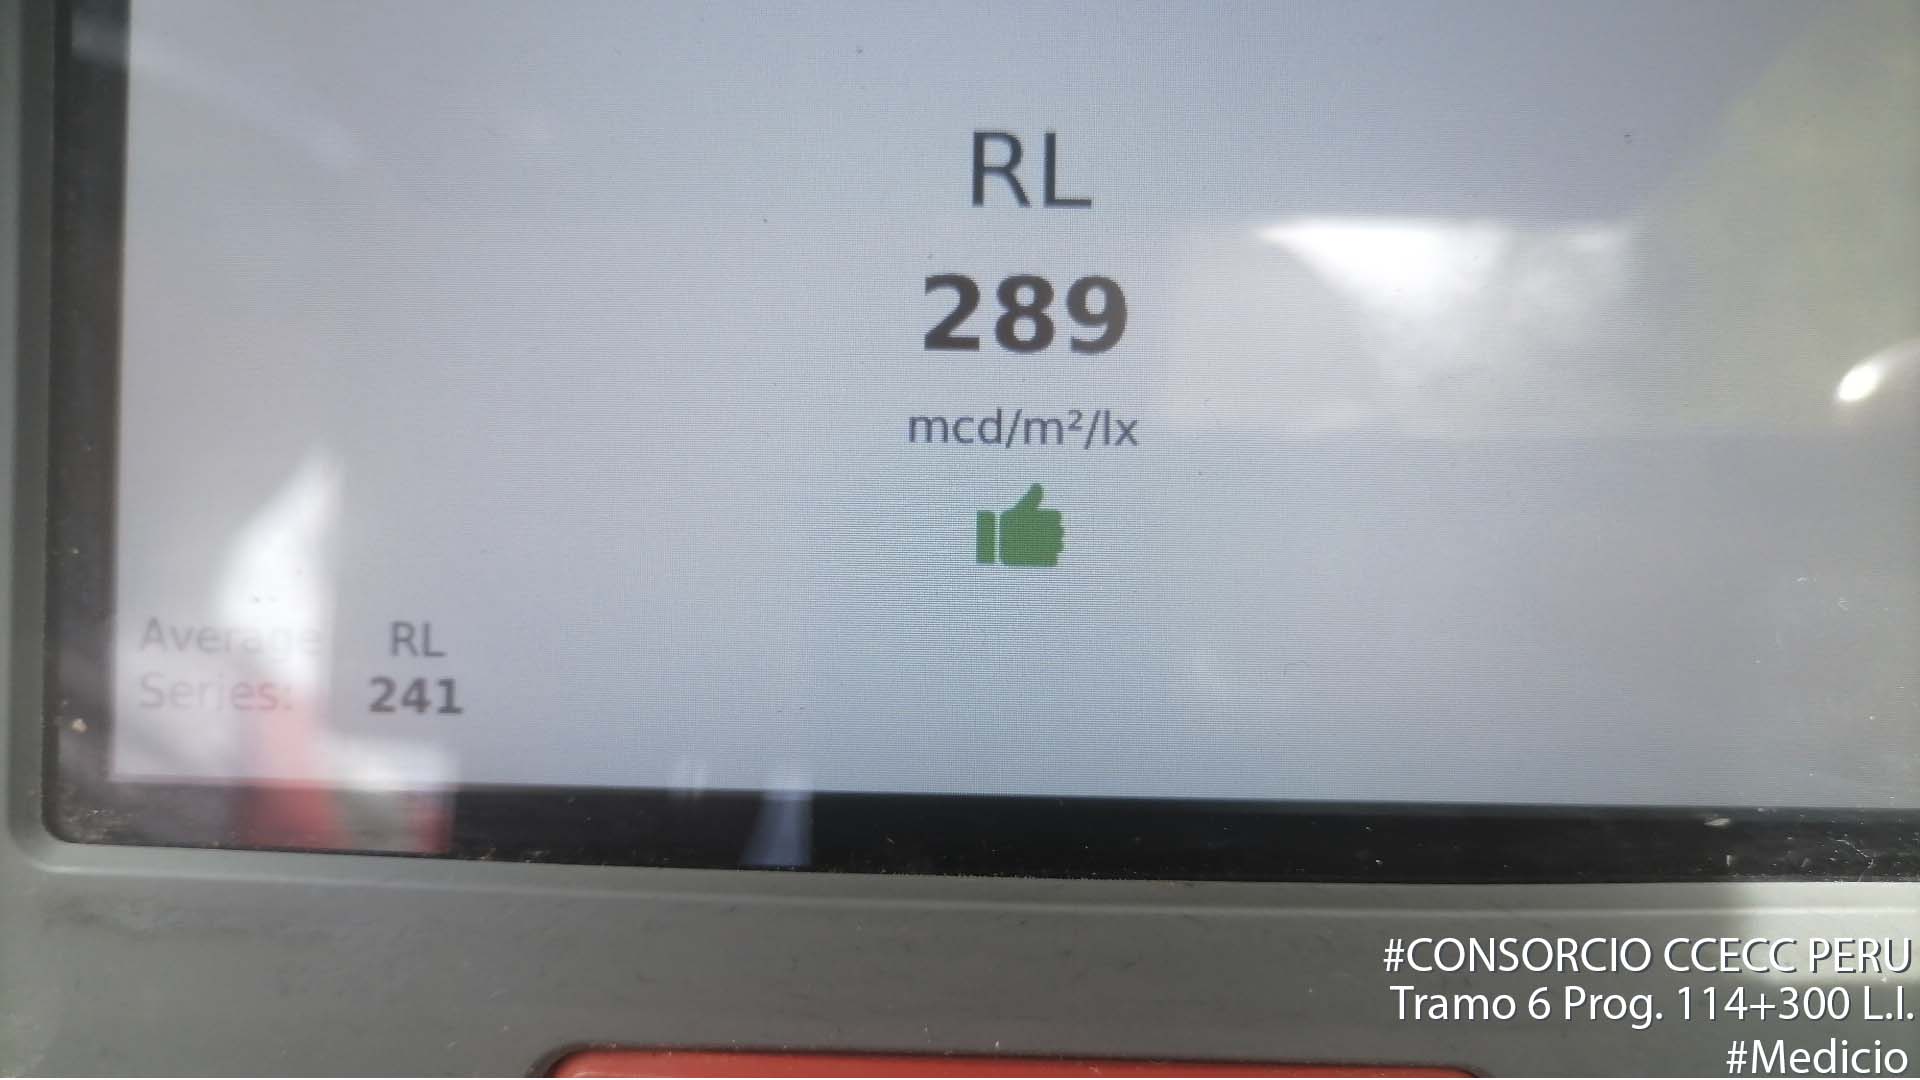 RL
289
mcd/m²/lx
Average RL
Series: 241
#CONSORCIO CCECC PERU
Tramo 6 Prog. 114+300 L.I.
#Medicio